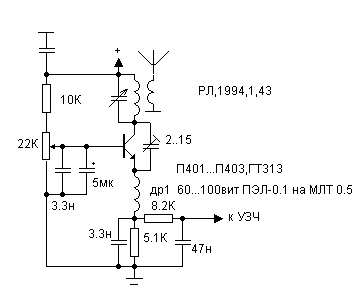 +
РЛ,1994,1,43
10К
2..15
22К
П401...П403,ГТ313
5мк
др1 60...100вит ПЭЛ-0.1 на МЛТ 0.5
3.3н
8.2К
к УЗЧ
3.3н
5.1К
47н